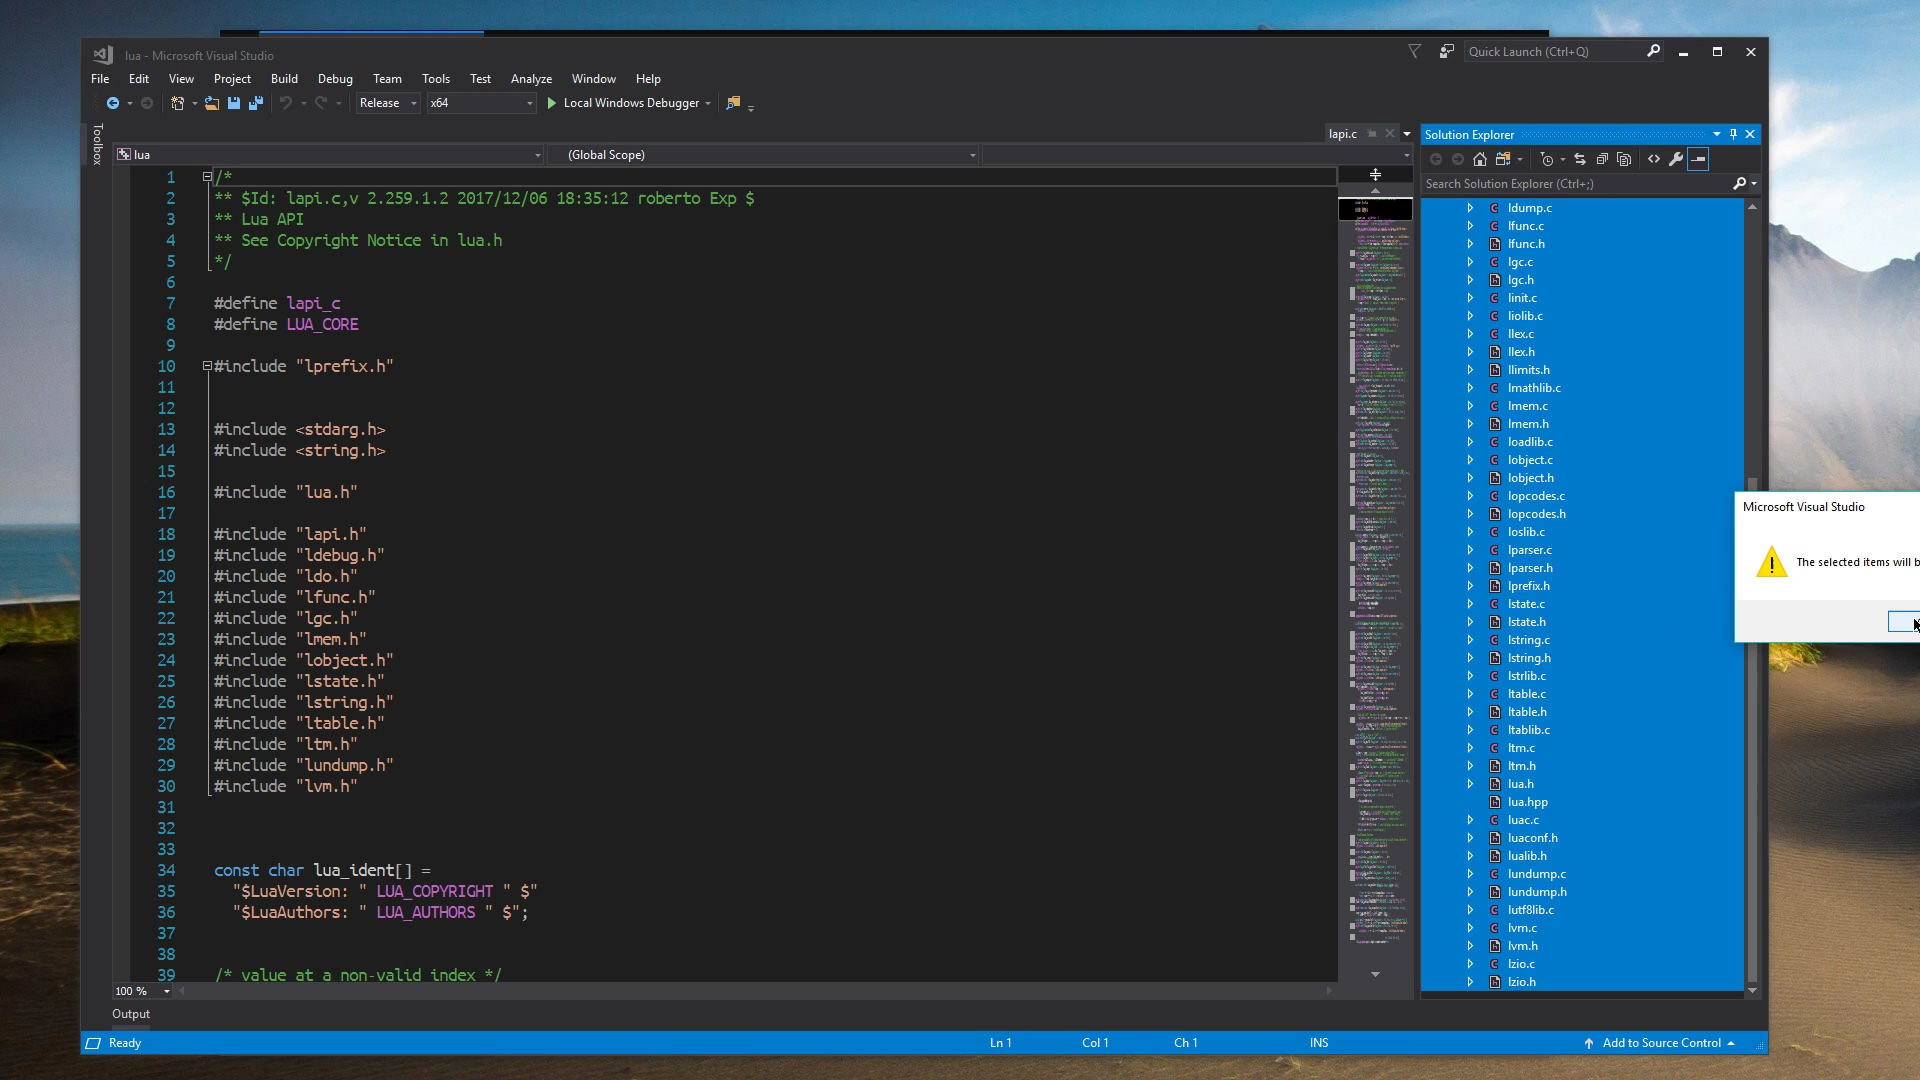 lua - Microsoft Visual Studio
Quick Launch (Ctrl+Q)
File Edit View Project Build Debug Team Tools Test Analyze Window Help
Release x64 Local Windows Debugger
Toolbox
lapi.c
lua (Global Scope)
1 /*
2 ** $Id: lapi.c,v 2.259.1.2 2017/12/06 18:35:12 roberto Exp $
3 ** Lua API
4 ** See Copyright Notice in lua.h
5 */
6
7 #define lapi_c
8 #define LUA_CORE
9
10 #include "lprefix.h"
11
12
13 #include <stdarg.h>
14 #include <string.h>
15
16 #include "lua.h"
17
18 #include "lapi.h"
19 #include "ldebug.h"
20 #include "ldo.h"
21 #include "lfunc.h"
22 #include "lgc.h"
23 #include "lmem.h"
24 #include "lobject.h"
25 #include "lstate.h"
26 #include "lstring.h"
27 #include "ltable.h"
28 #include "ltm.h"
29 #include "lundump.h"
30 #include "lvm.h"
31
32
33
34 const char lua_ident[] =
35 "$LuaVersion: " LUA_COPYRIGHT " $"
36 "$LuaAuthors: " LUA_AUTHORS " $";
37
38
39 /* value at a non-valid index */
100 %
Output
Solution Explorer
Search Solution Explorer (Ctrl+;)
ldump.c
lfunc.c
lfunc.h
lgc.c
lgc.h
linit.c
liolib.c
llex.c
llex.h
llimits.h
lmathlib.c
lmem.c
lmem.h
loadlib.c
lobject.c
lobject.h
lopcodes.c
lopcodes.h
loslib.c
lparser.c
lparser.h
lprefix.h
lstate.c
lstate.h
lstring.c
lstring.h
lstrlib.c
ltable.c
ltable.h
ltablib.c
ltm.c
ltm.h
lua.h
lua.hpp
luac.c
luaconf.h
lualib.h
lundump.c
lundump.h
lutf8lib.c
lvm.c
lvm.h
lzio.c
lzio.h
Microsoft Visual Studio
The selected items will b
Ready Ln 1 Col 1 Ch 1 INS Add to Source Control